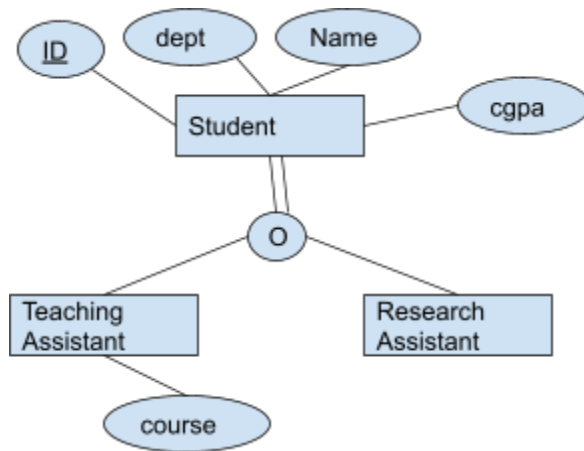 ID
dept
Name
cgpa
Student
O
Teaching
Assistant
Research
Assistant
course